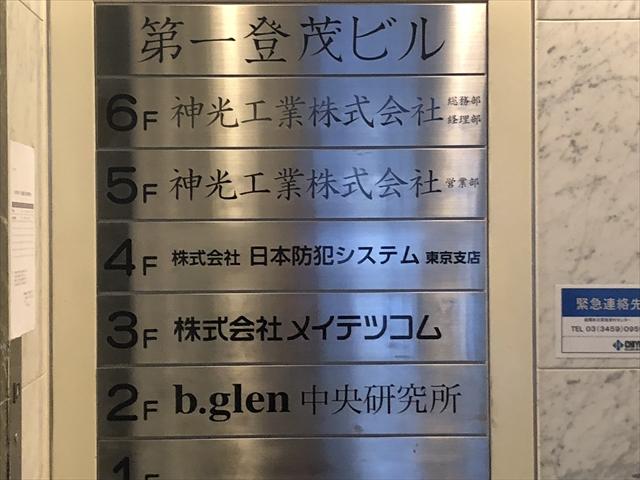 第一登茂ビル
6F 神光工業株式会社 総務部 経理部
5F 神光工業株式会社 営業部
4F 株式会社 日本防犯システム 東京支店
3F 株式会社 メイテツコム
2F b.glen 中央研究所
1F
緊急連絡先
TEL 03(3459)095